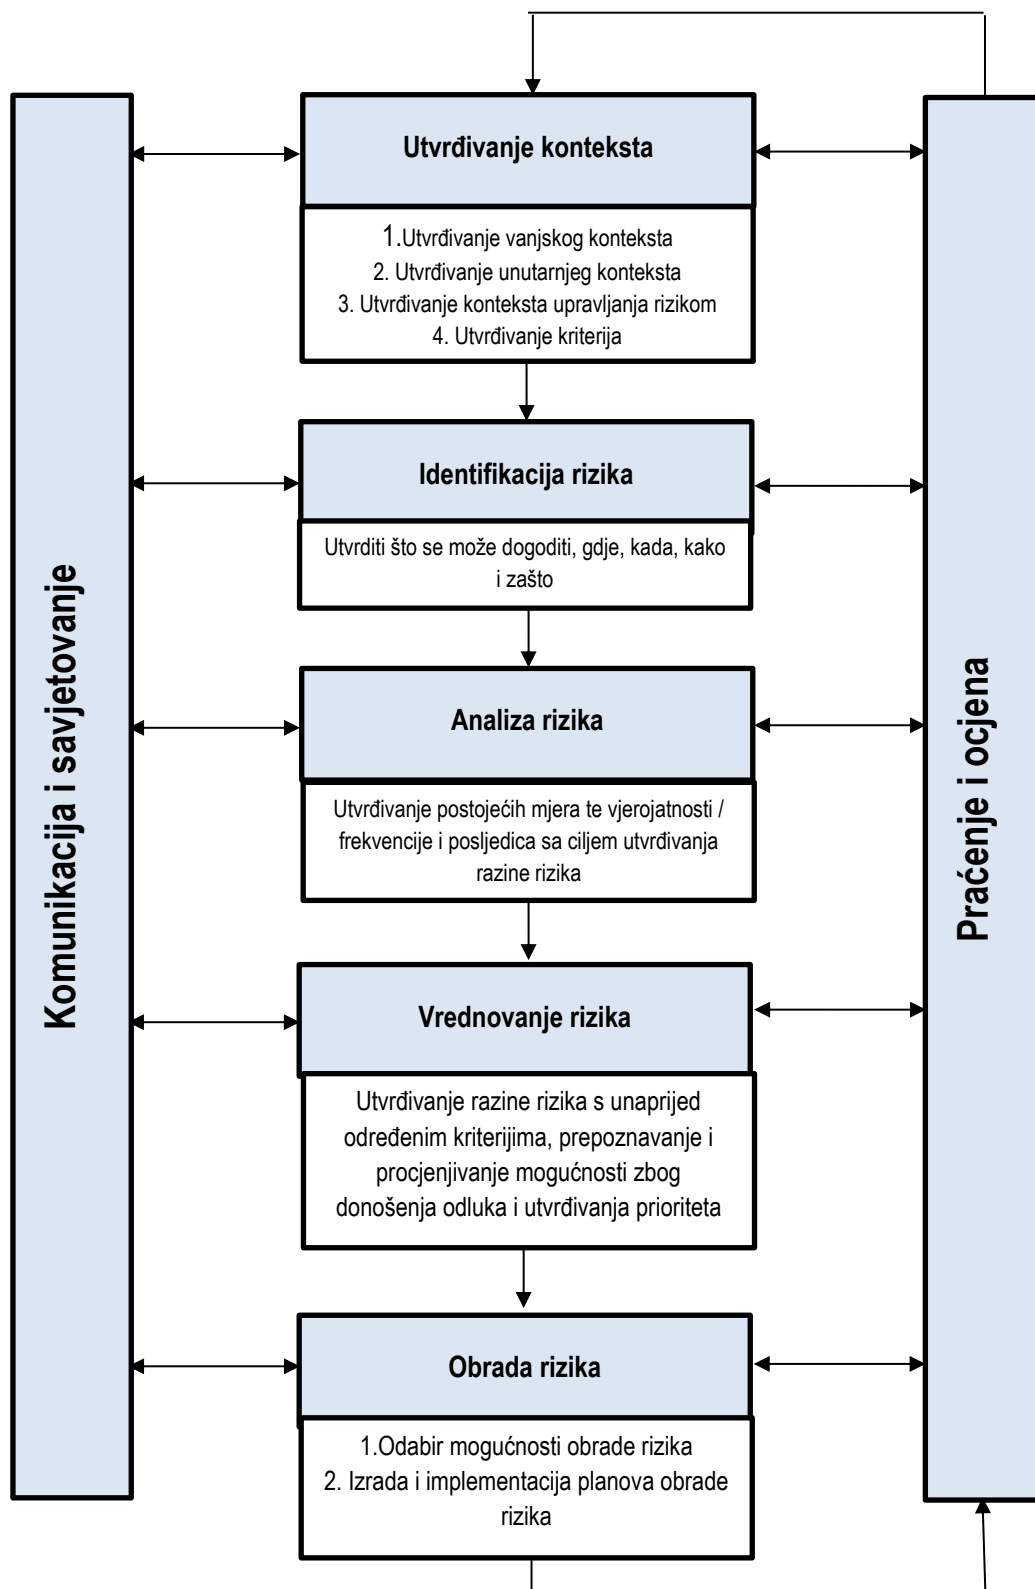 Komunikacija i savjetovanje
Utvrđivanje konteksta
1.Utvrđivanje vanjskog konteksta
2. Utvrđivanje unutarnjeg konteksta
3. Utvrđivanje konteksta upravljanja rizikom
4. Utvrđivanje kriterija
Identifikacija rizika
Utvrditi što se može dogoditi, gdje, kada, kako
i zašto
Analiza rizika
Utvrđivanje postojećih mjera te vjerojatnosti /
frekvencije i posljedica sa ciljem utvrđivanja
razine rizika
Vrednovanje rizika
Utvrđivanje razine rizika s unaprijed
određenim kriterijima, prepoznavanje i
procjenjivanje mogućnosti zbog
donošenja odluka i utvrđivanja prioriteta
Obrada rizika
1.Odabir mogućnosti obrade rizika
2. Izrada i implementacija planova obrade
rizika
Praćenje i ocjena